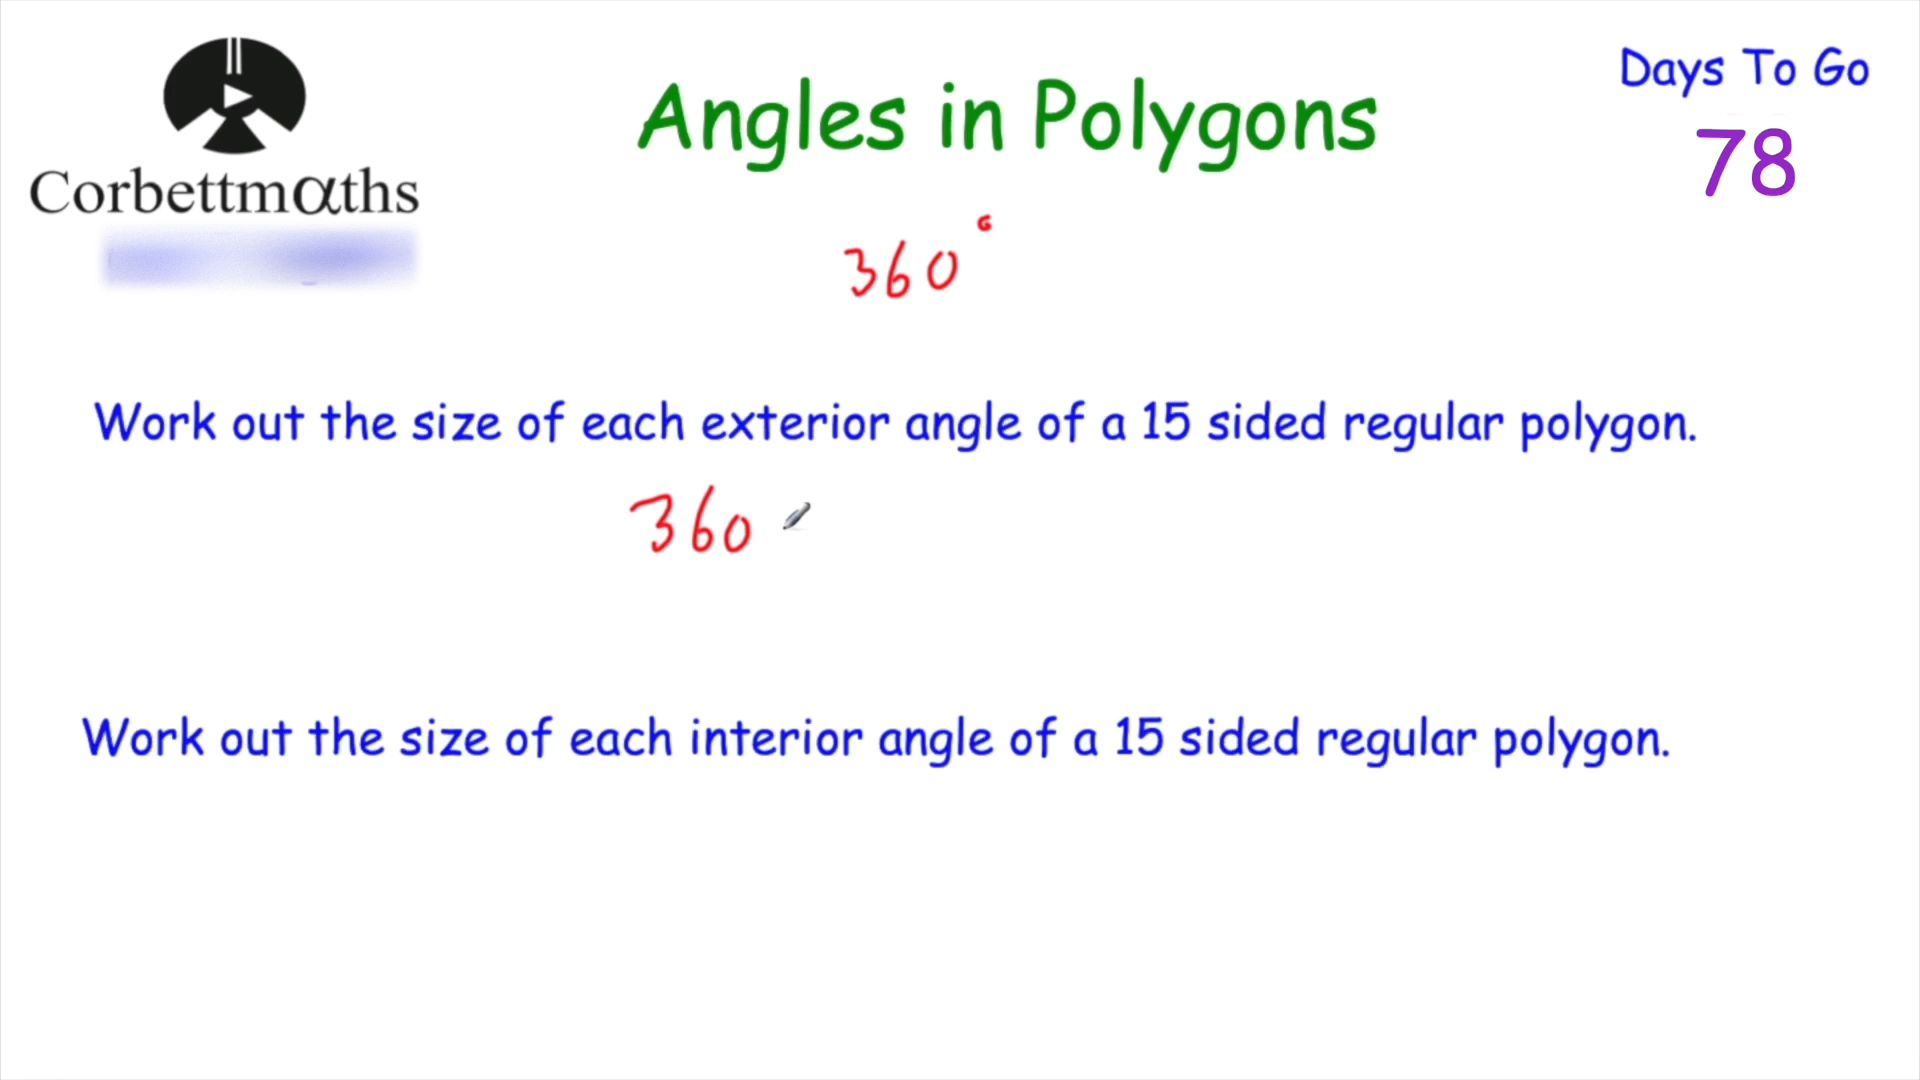 Corbettmαths
Angles in Polygons
Days To Go
78
360°
Work out the size of each exterior angle of a 15 sided regular polygon.
360
Work out the size of each interior angle of a 15 sided regular polygon.